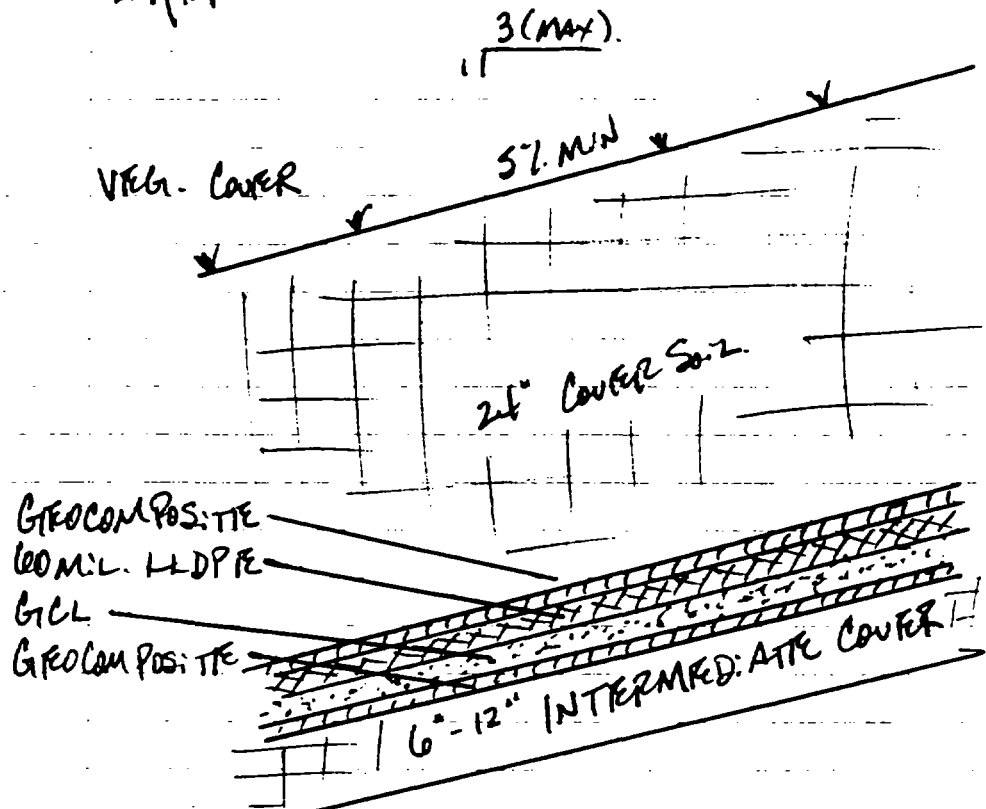 3 (MAX).
1
5% MIN
VEG. COVER
24" COVER SOIL
GEOCOMPOSITE
60 MIL. LLDPE
GCL
GEOCOMPOSITE
6"-12" INTERMEDIATE COVER